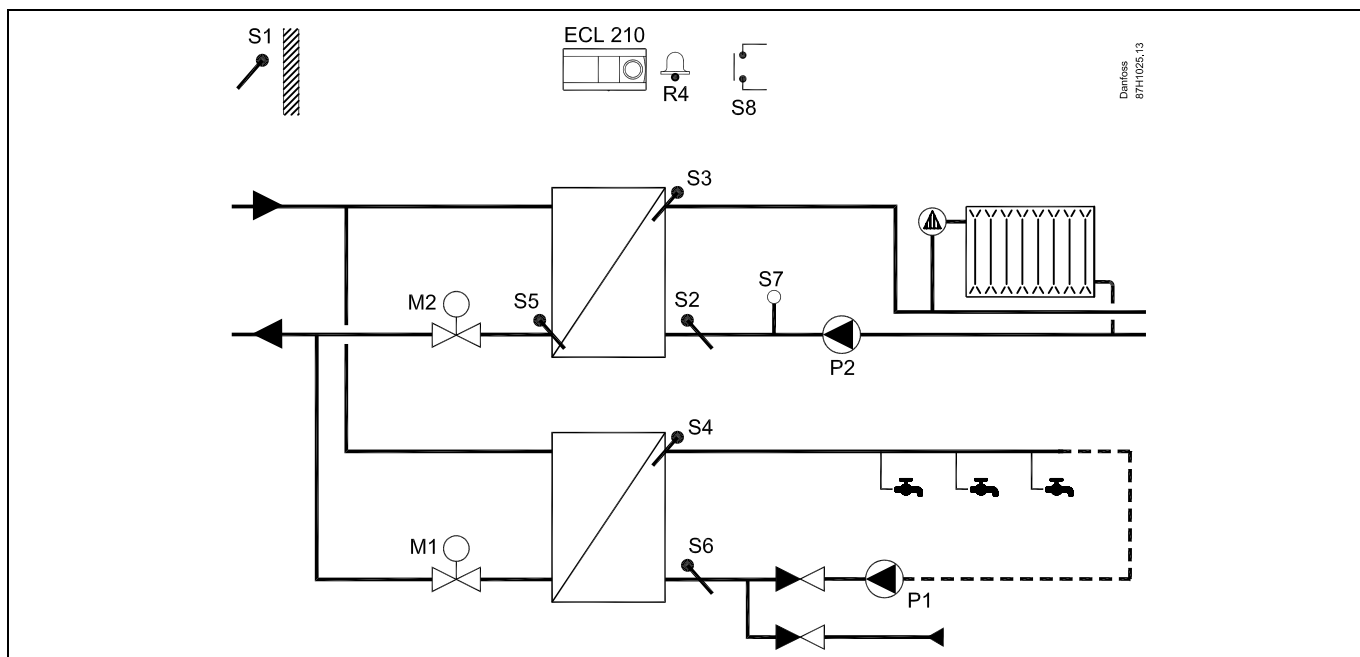 S1
ECL 210
R4
S8
Danfoss
87H1025,13
S3
M2
S5
S2
S7
P2
S4
M1
S6
P1